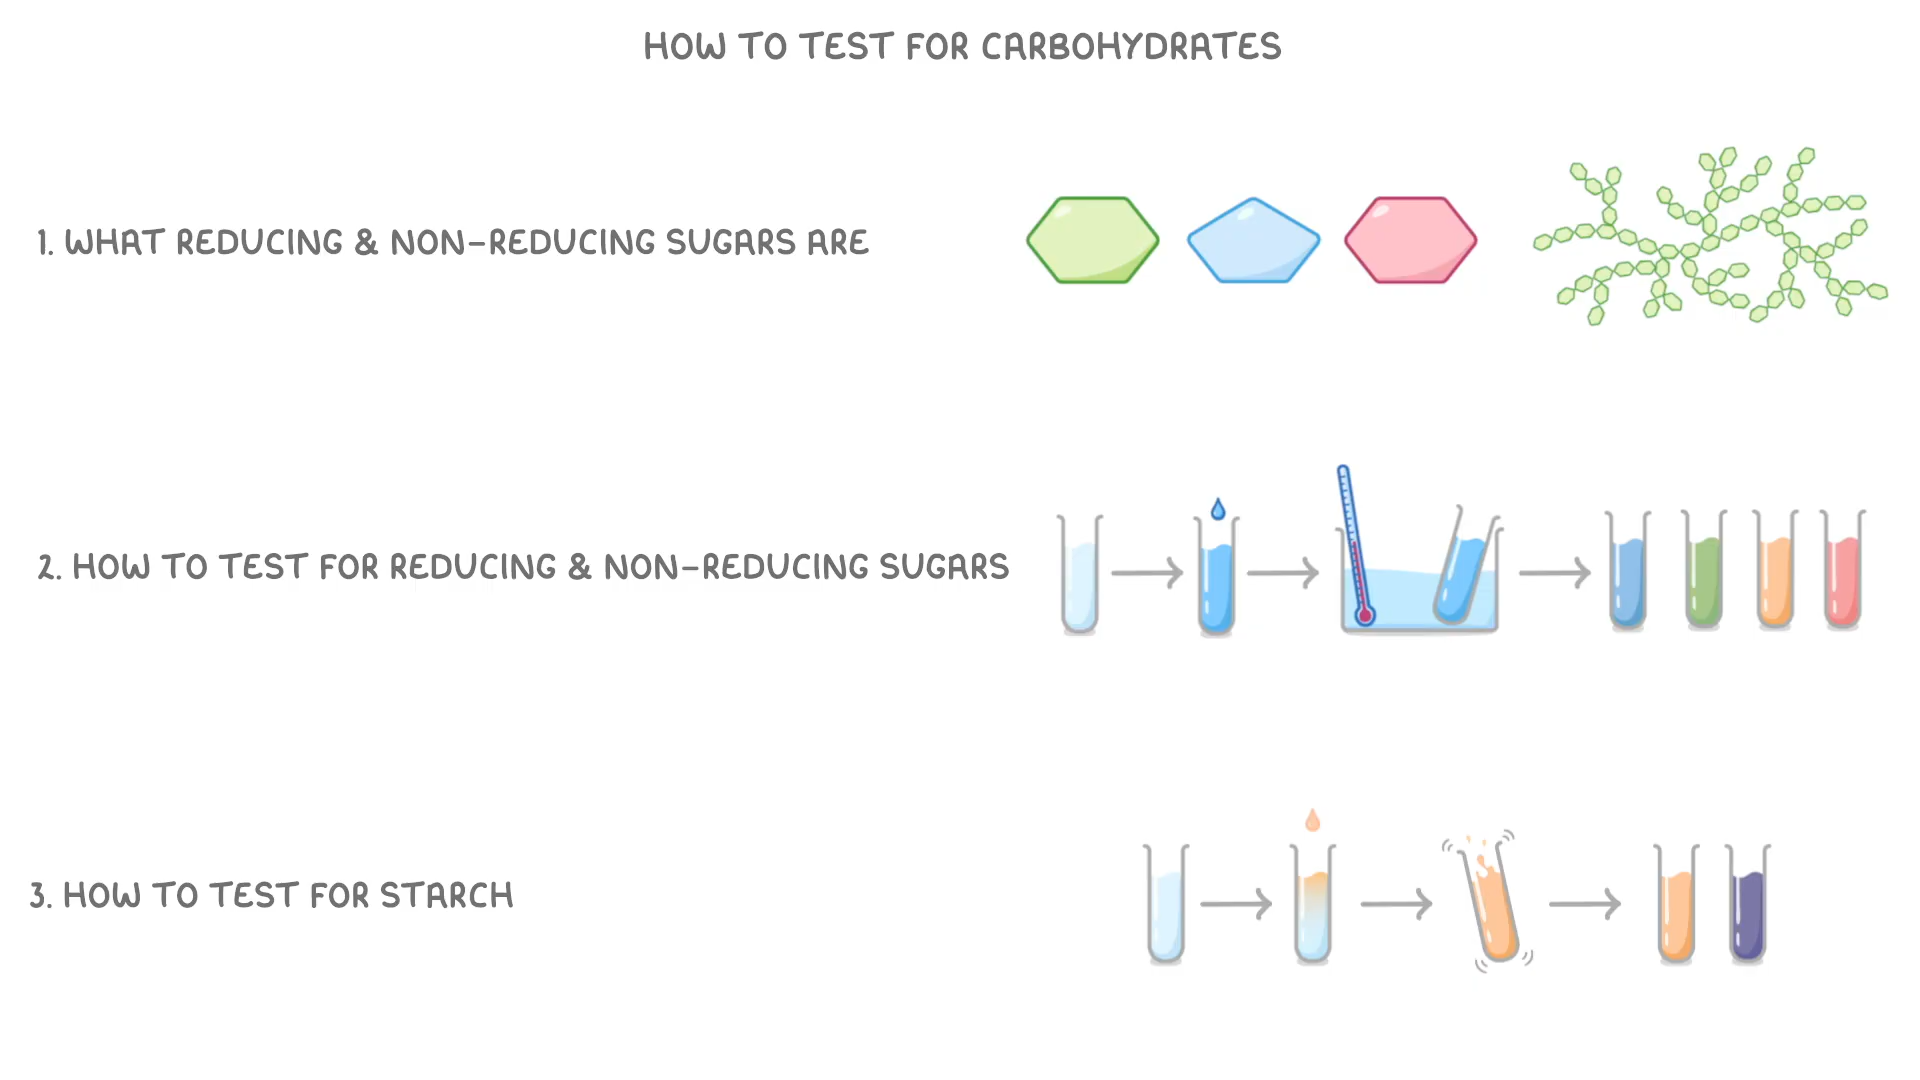 HOW TO TEST FOR CARBOHYDRATES
1. WHAT REDUCING & NON-REDUCING SUGARS ARE
2. HOW TO TEST FOR REDUCING & NON-REDUCING SUGARS
3. HOW TO TEST FOR STARCH